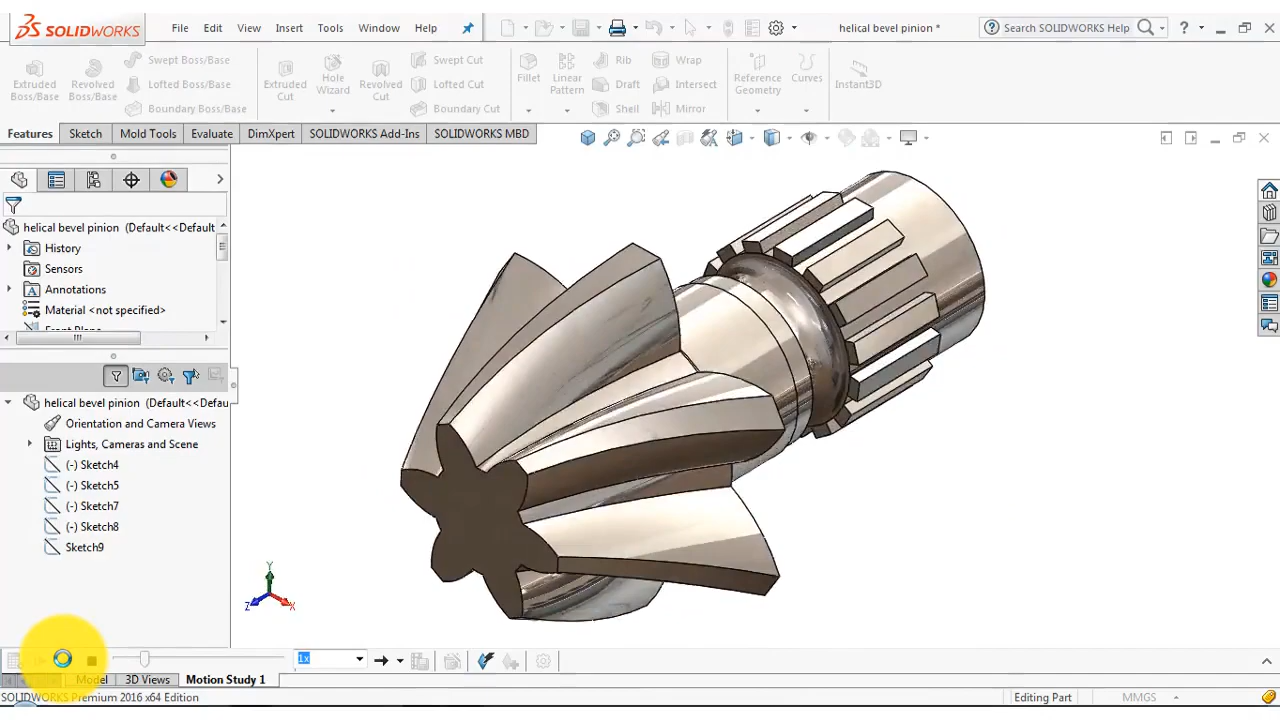 SOLIDWORKS File Edit View Insert Tools Window Help helical bevel pinion * Search SOLIDWORKS Help ?
Extruded Boss/Base Revolved Boss/Base Swept Boss/Base Lofted Boss/Base Boundary Boss/Base Extruded Cut Hole Wizard Revolved Cut Swept Cut Lofted Cut Boundary Cut Fillet Linear Pattern Rib Draft Shell Wrap Intersect Mirror Reference Geometry Curves Instant3D
Features Sketch Mold Tools Evaluate DimXpert SOLIDWORKS Add-Ins SOLIDWORKS MBD
helical bevel pinion (Default<<Default
History
Sensors
Annotations
Material <not specified>
Front Plane
helical bevel pinion (Default<<Defau
Orientation and Camera Views
Lights, Cameras and Scene
(-) Sketch4
(-) Sketch5
(-) Sketch7
(-) Sketch8
Sketch9
Y
Z X
1x
Model 3D Views Motion Study 1
SOLIDWORKS Premium 2016 x64 Edition Editing Part MMGS